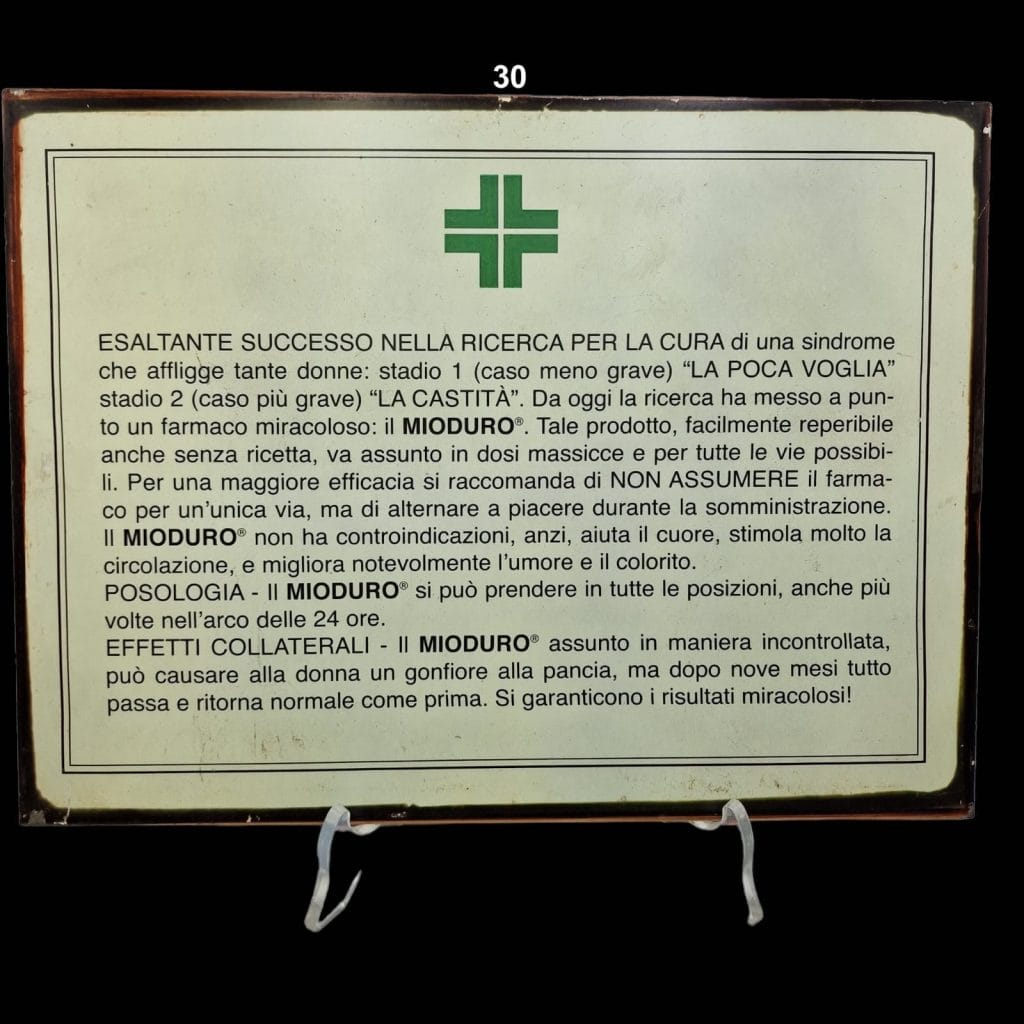 30
ESALTANTE SUCCESSO NELLA RICERCA PER LA CURA di una sindrome
che affligge tante donne: stadio 1 (caso meno grave) “LA POCA VOGLIA”
stadio 2 (caso più grave) “LA CASTITÀ”. Da oggi la ricerca ha messo a pun-
to un farmaco miracoloso: il MIODURO®. Tale prodotto, facilmente reperibile
anche senza ricetta, va assunto in dosi massicce e per tutte le vie possibi-
li. Per una maggiore efficacia si raccomanda di NON ASSUMERE il farma-
co per un’unica via, ma di alternare a piacere durante la somministrazione.
Il MIODURO® non ha controindicazioni, anzi, aiuta il cuore, stimola molto la
circolazione, e migliora notevolmente l’umore e il colorito.
POSOLOGIA - Il MIODURO® si può prendere in tutte le posizioni, anche più
volte nell’arco delle 24 ore.
EFFETTI COLLATERALI - Il MIODURO® assunto in maniera incontrollata,
può causare alla donna un gonfiore alla pancia, ma dopo nove mesi tutto
passa e ritorna normale come prima. Si garanticono i risultati miracolosi!